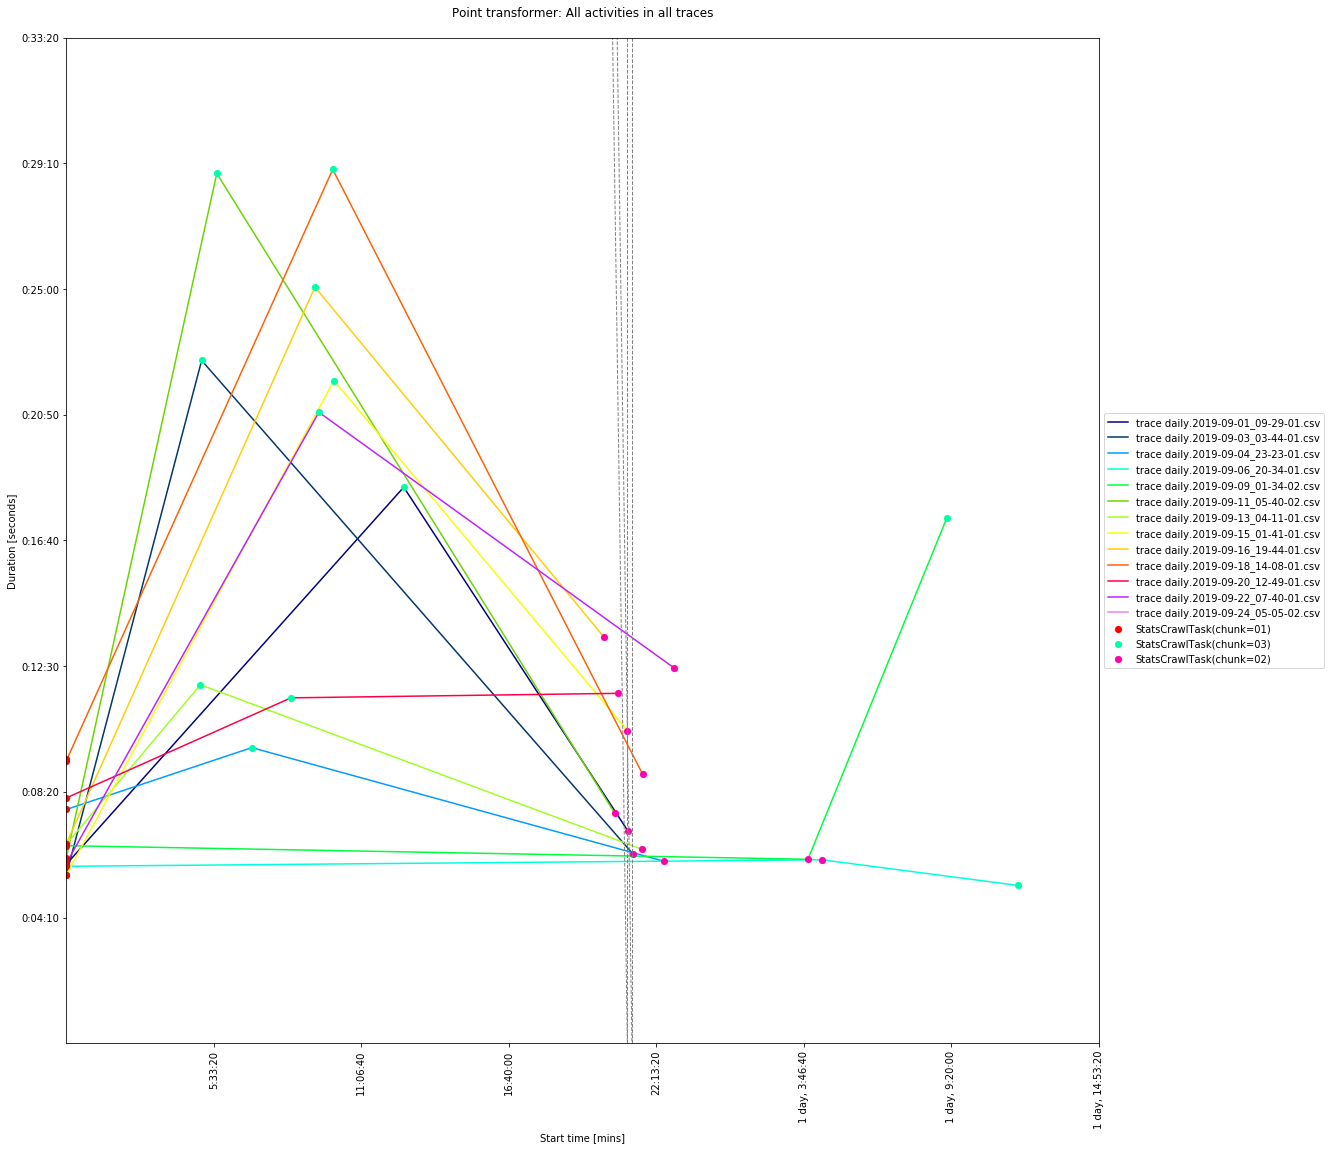 Point transformer: All activities in all traces
0:33:20
0:29:10
0:25:00
0:20:50
0:16:40
0:12:30
0:08:20
0:04:10
Duration [seconds]
5:33:20
11:06:40
16:40:00
22:13:20
1 day, 3:46:40
1 day, 9:20:00
1 day, 14:53:20
Start time [mins]
trace daily.2019-09-01_09-29-01.csv
trace daily.2019-09-03_03-44-01.csv
trace daily.2019-09-04_23-23-01.csv
trace daily.2019-09-06_20-34-01.csv
trace daily.2019-09-09_01-34-02.csv
trace daily.2019-09-11_05-40-02.csv
trace daily.2019-09-13_04-11-01.csv
trace daily.2019-09-15_01-41-01.csv
trace daily.2019-09-16_19-44-01.csv
trace daily.2019-09-18_14-08-01.csv
trace daily.2019-09-20_12-49-01.csv
trace daily.2019-09-22_07-40-01.csv
trace daily.2019-09-24_05-05-02.csv
StatsCrawlTask(chunk=01)
StatsCrawlTask(chunk=03)
StatsCrawlTask(chunk=02)